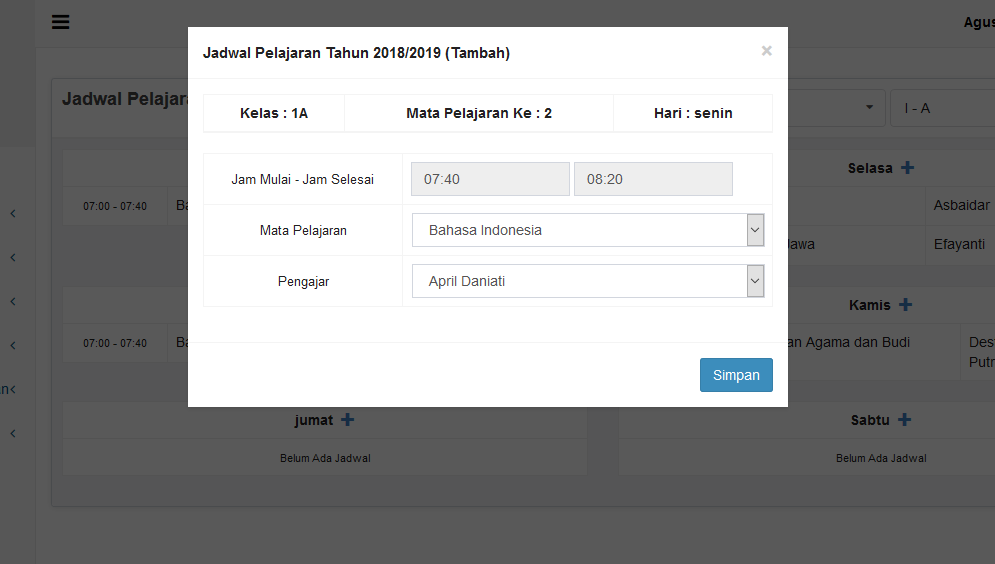 Jadwal Pelajaran Tahun 2018/2019 (Tambah) ×
Kelas : 1A Mata Pelajaran Ke : 2 Hari : senin
Jam Mulai - Jam Selesai 07:40 08:20
Mata Pelajaran Bahasa Indonesia
Pengajar April Daniati
Simpan
Agus
Jadwal Pelajar
I - A
Selasa
07:00 - 07:40 Ba Asbaidar
Jawa Efayanti
Kamis
07:00 - 07:40 Ba an Agama dan Budi Des
Putr
jumat Sabtu
Belum Ada Jadwal Belum Ada Jadwal